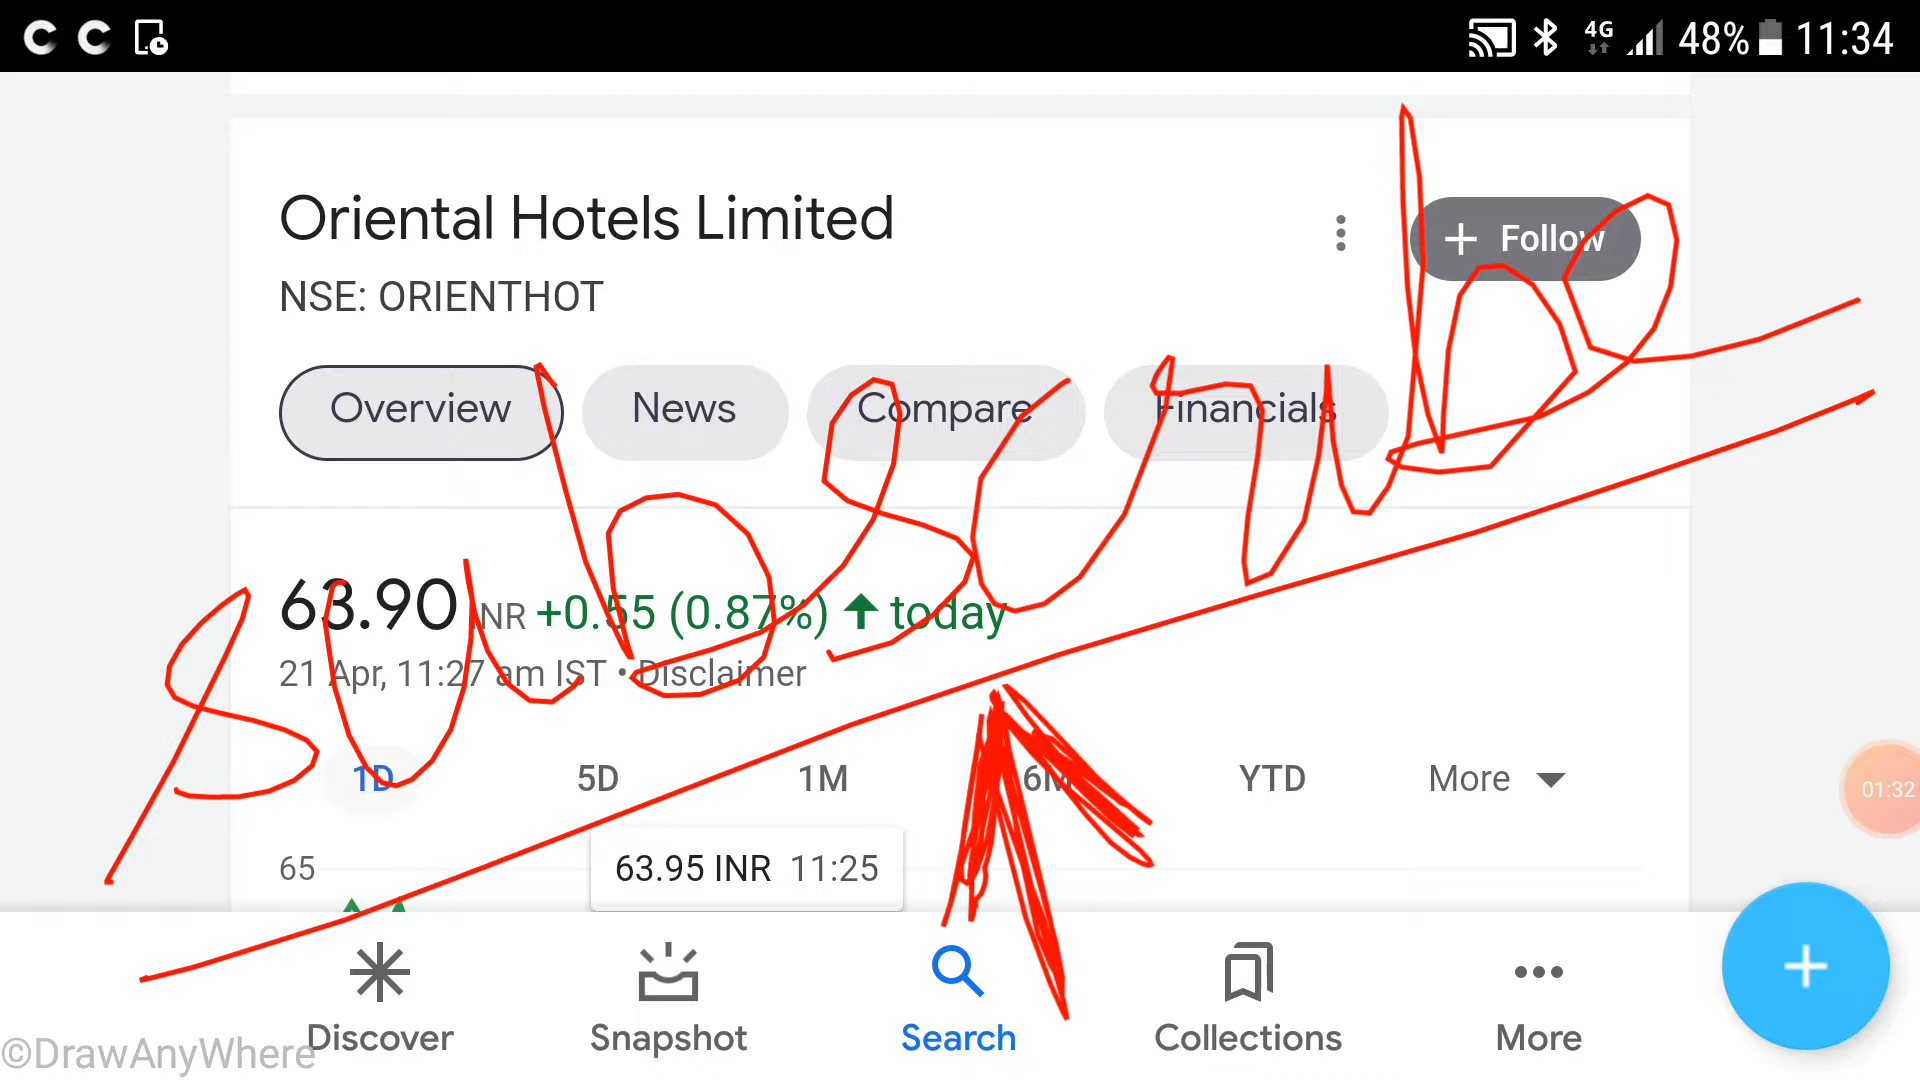 4G 48% 11:34
Oriental Hotels Limited
+ Follow
NSE: ORIENTHOT
Overview News Compare Financials
subscribe
63.90 INR +0.55 (0.87%) ↑ today
21 Apr, 11:27 am IST • Disclaimer
1D 5D 1M 6M YTD More
01:32
65
63.95 INR 11:25
Discover Snapshot Search Collections More
©DrawAnyWhere